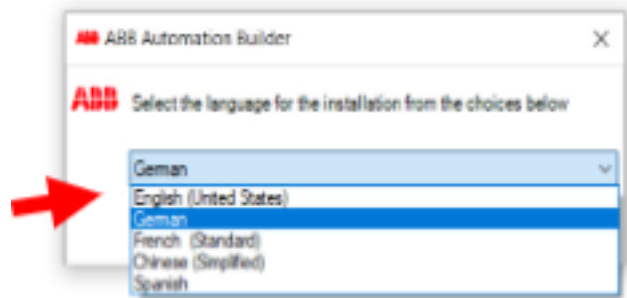 ABB ABB Automation Builder
ABB Select the language for the installation from the choices below
German
English (United States)
German
French (Standard)
Chinese (Simplified)
Spanish